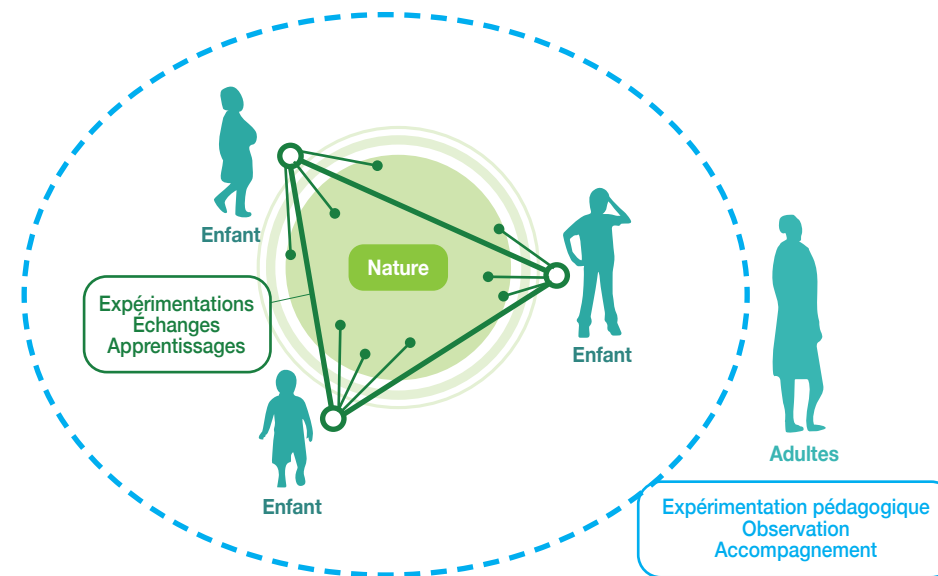 Enfant
Nature
Expérimentations
Échanges
Apprentissages
Enfant
Enfant
Adultes
Expérimentation pédagogique
Observation
Accompagnement